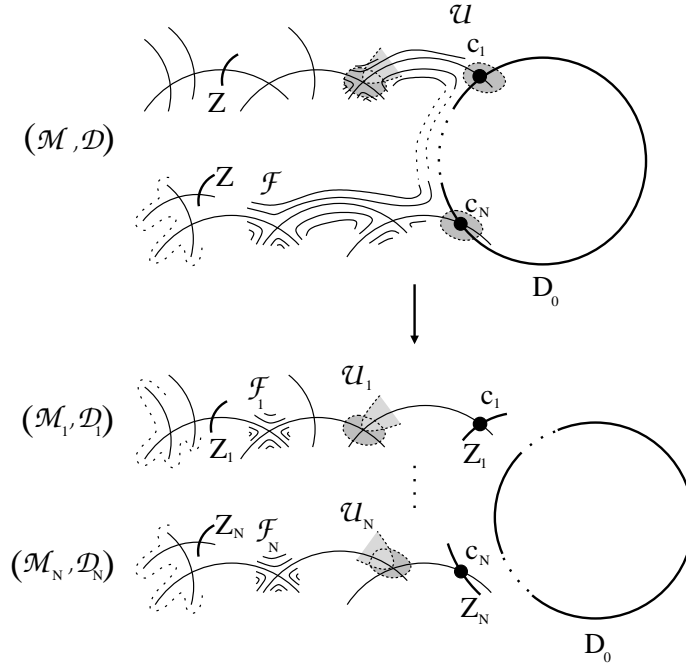 𝒰
c₁
Z
(ℳ, 𝒟)
Z
ℱ
c_N
D₀
ℱ₁
𝒰₁
c₁
(ℳ₁, 𝒟₁)
Z₁
Z₁
Z_N
ℱ_N
𝒰_N
c_N
(ℳ_N, 𝒟_N)
Z_N
D₀